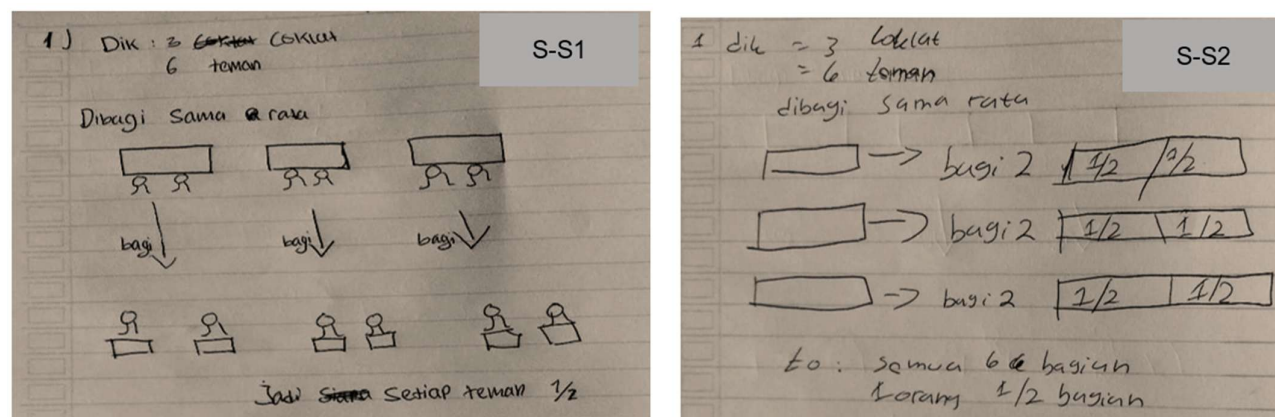 S-S1
1) Dik : 3 Coklat
6 teman
Dibagi Sama rata
bagi bagi bagi
Jadi Setiap teman 1/2
S-S2
1 dik = 3 Coklat
= 6 teman
dibagi sama rata
bagi 2 1/2 1/2
bagi 2 1/2 1/2
bagi 2 1/2 1/2
to : semua 6 bagian
1 orang 1/2 bagian